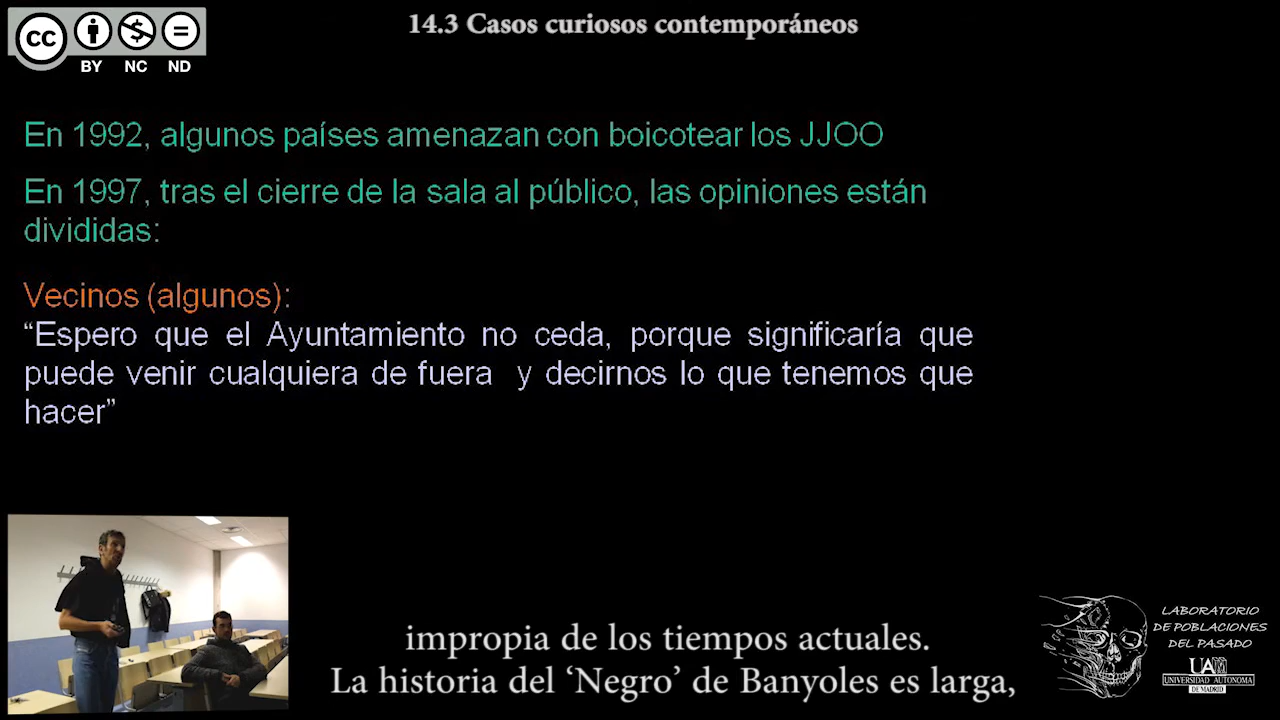 14.3 Casos curiosos contemporáneos
CC
BY NC ND
En 1992, algunos países amenazan con boicotear los JJOO
En 1997, tras el cierre de la sala al público, las opiniones están
divididas:
Vecinos (algunos):
“Espero que el Ayuntamiento no ceda, porque significaría que
puede venir cualquiera de fuera y decirnos lo que tenemos que
hacer”
impropia de los tiempos actuales.
La historia del ‘Negro’ de Banyoles es larga,
LABORATORIO
DE POBLACIONES
DEL PASADO
UAM
UNIVERSIDAD AUTONOMA
DE MADRID